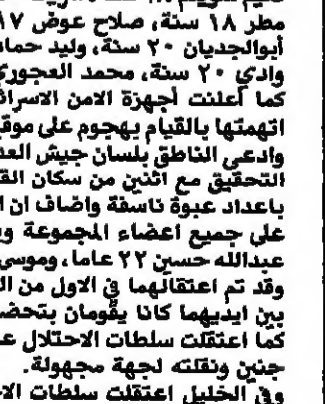 مطر ١٨ سنة، صلاح عوض ١٧
أبوالجديان ٢٠ سنة، وليد حما
وادي ٢٠ سنة، محمد العجوري
كما أعلنت أجهزة الامن الاسرائ
اتهمتها بالقيام بهجوم على موق
وادعى الناطق بلسان جيش العد
التحقيق مع اثنين من سكان الق
باعداد عبوة ناسفة واضاف ان ا
على جميع اعضاء المجموعة و
عبدالله حسين ٢٢ عاما، وموسى
وقد تم اعتقالهما في الاول من ال
بين ايديهما كانا يقومان بتحض
كما اعتقلت سلطات الاحتلال ع
جنين ونقلته لجهة مجهولة.
وفي الخليل اعتقلت سلطات الاح